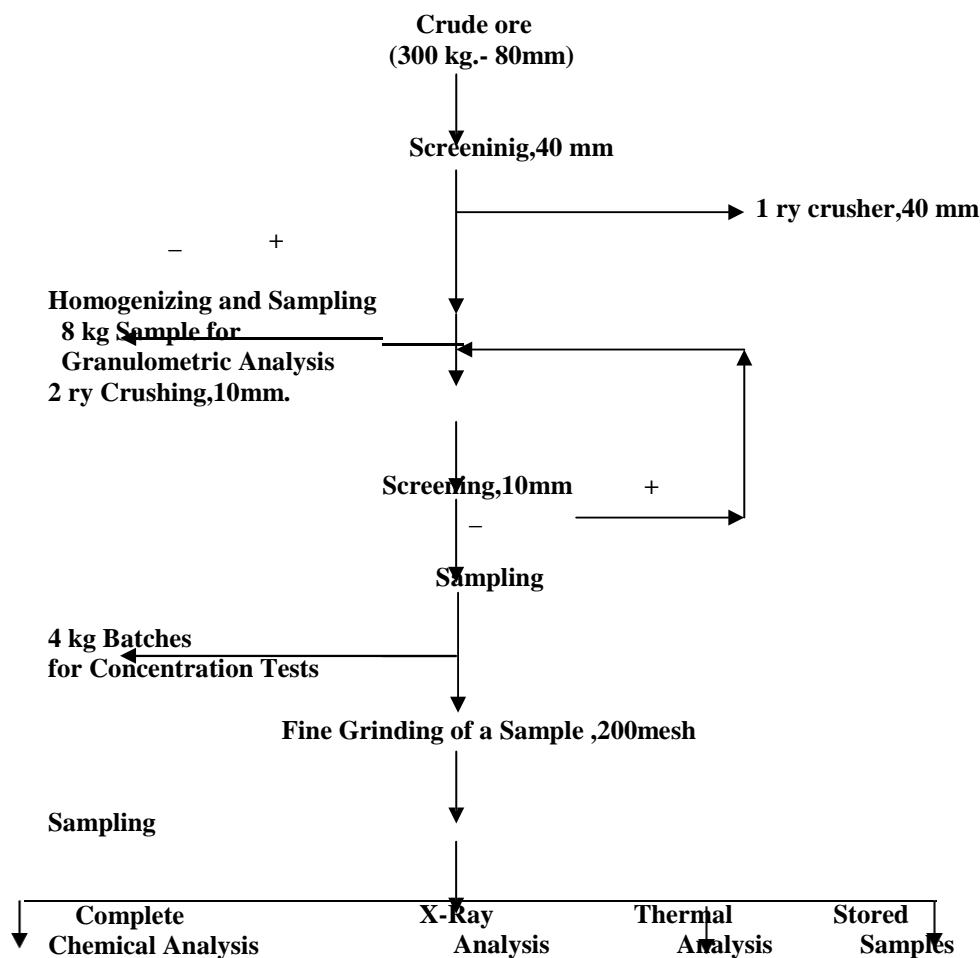 Crude ore
(300 kg.- 80mm)
Screeninig,40 mm
1 ry crusher,40 mm
_ +
Homogenizing and Sampling
8 kg Sample for
Granulometric Analysis
2 ry Crushing,10mm.
Screening,10mm +
_
Sampling
4 kg Batches
for Concentration Tests
Fine Grinding of a Sample ,200mesh
Sampling
Complete X-Ray Thermal Stored
Chemical Analysis Analysis Analysis Samples